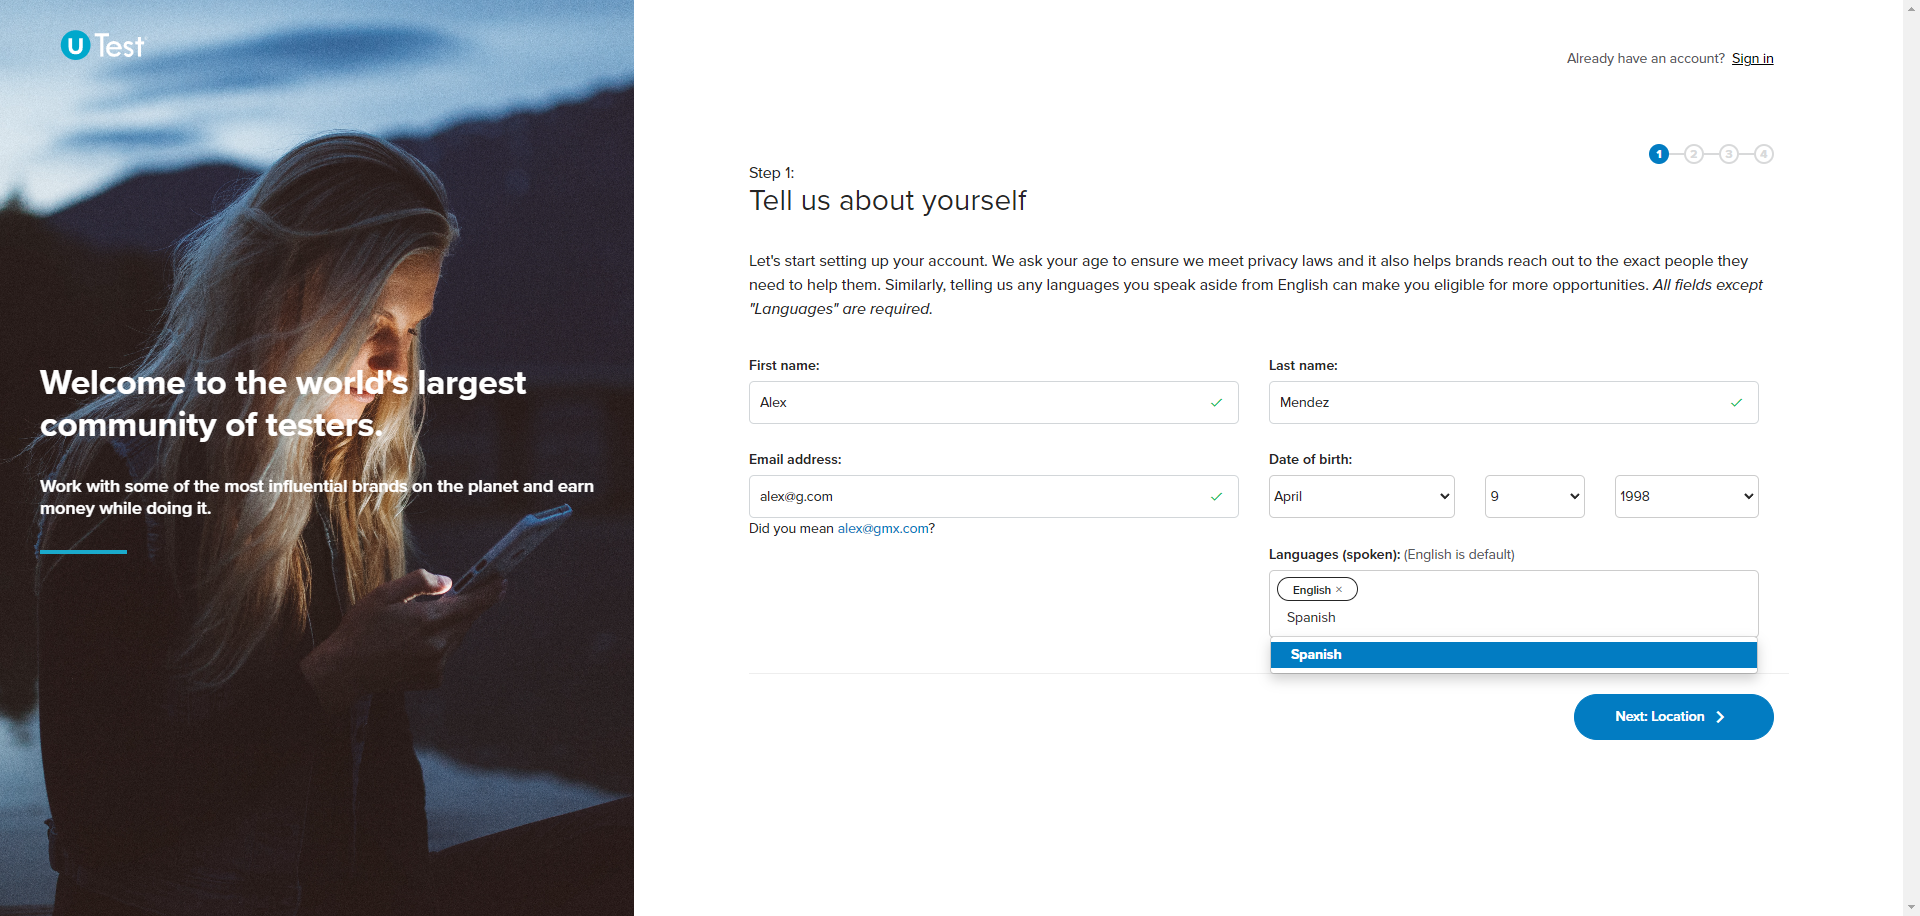 U Test
Already have an account? Sign in
1 2 3 4
Step 1:
Tell us about yourself
Let's start setting up your account. We ask your age to ensure we meet privacy laws and it also helps brands reach out to the exact people they
need to help them. Similarly, telling us any languages you speak aside from English can make you eligible for more opportunities. All fields except
"Languages" are required.
Welcome to the world's largest
community of testers.
Work with some of the most influential brands on the planet and earn
money while doing it.
First name:
Alex
Last name:
Mendez
Email address:
alex@g.com
Did you mean alex@gmx.com?
Date of birth:
April 9 1998
Languages (spoken): (English is default)
English ×
Spanish
Spanish
Next: Location